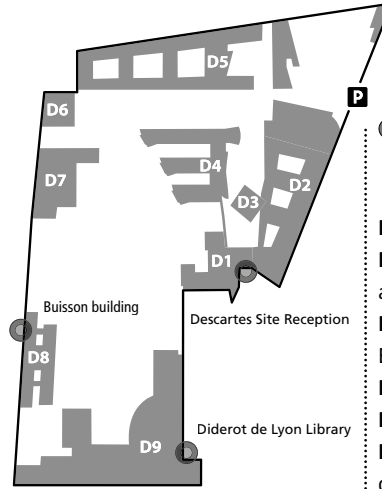 D5
P
D6
D4
D7
D2
D3
D1
Buisson building
Descartes Site Reception
D8
Diderot de Lyon Library
D9